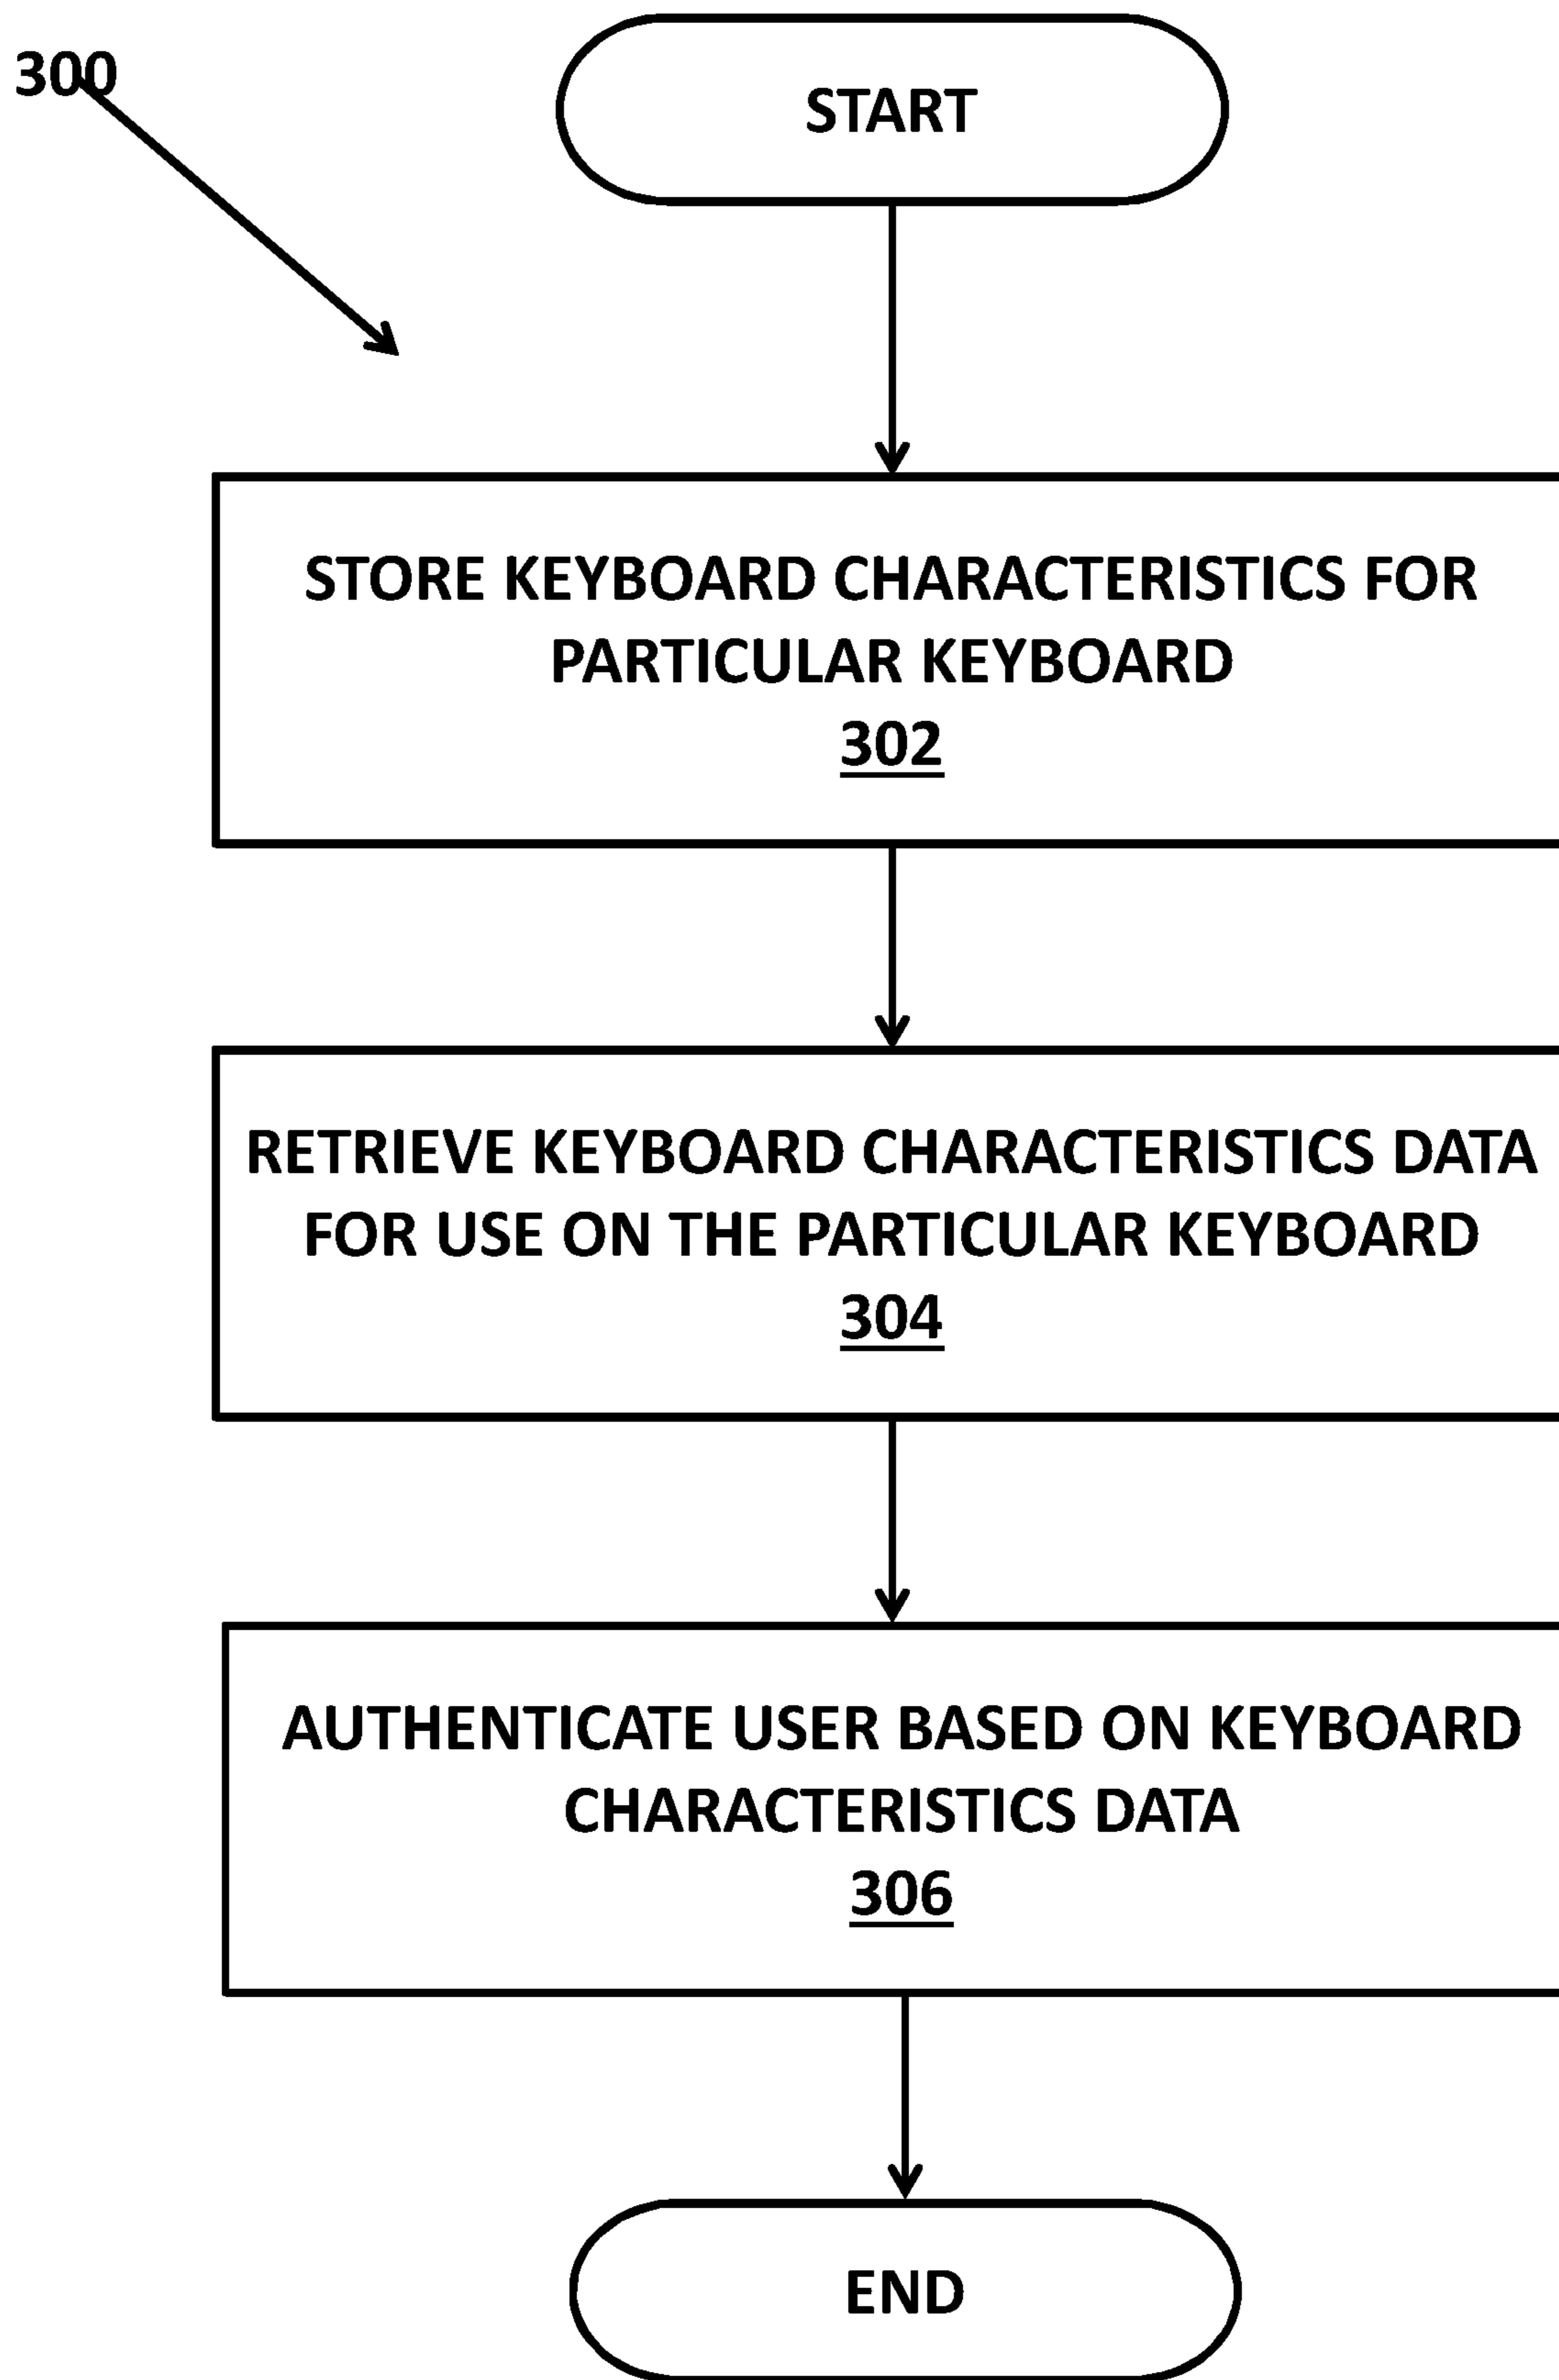 300
START
STORE KEYBOARD CHARACTERISTICS FOR
PARTICULAR KEYBOARD
302
RETRIEVE KEYBOARD CHARACTERISTICS DATA
FOR USE ON THE PARTICULAR KEYBOARD
304
AUTHENTICATE USER BASED ON KEYBOARD
CHARACTERISTICS DATA
306
END